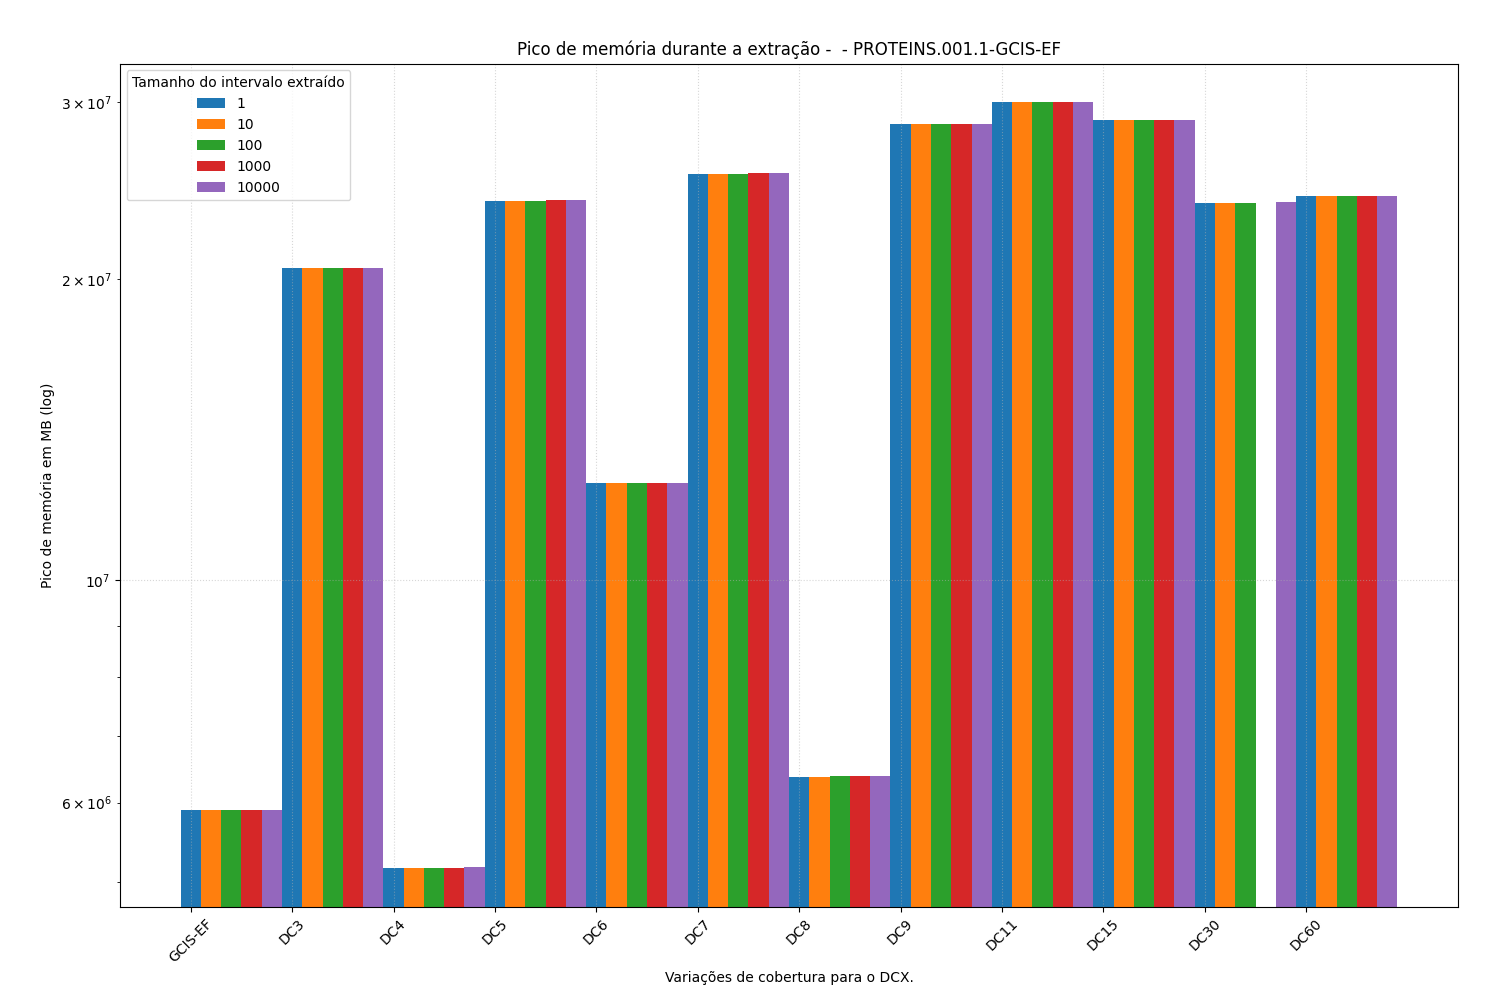 Pico de memória durante a extração -  - PROTEINS.001.1-GCIS-EF
Tamanho do intervalo extraído
1
10
100
1000
10000
3 × 10⁷
2 × 10⁷
10⁷
6 × 10⁶
Pico de memória em MB (log)
GCIS-EF
DC3
DC4
DC5
DC6
DC7
DC8
DC9
DC11
DC15
DC30
DC60
Variações de cobertura para o DCX.